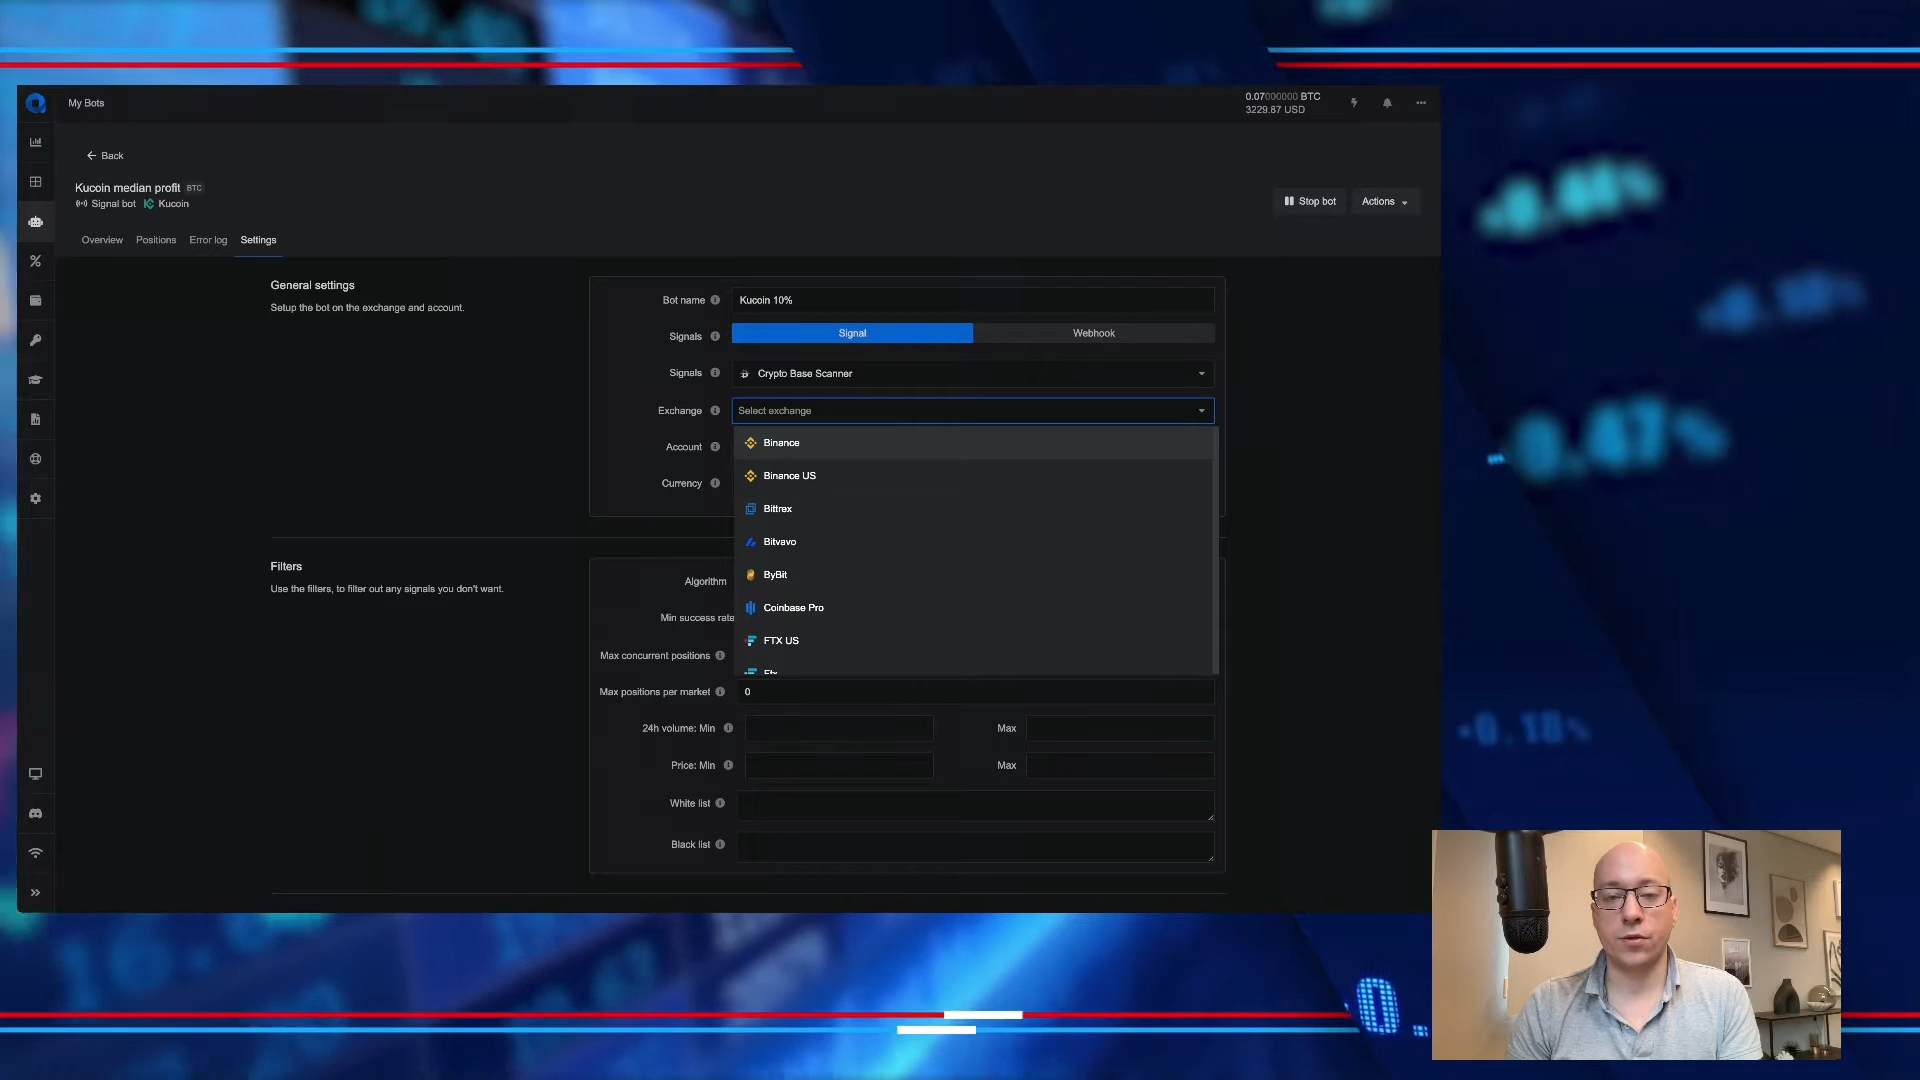 My Bots
0.07000000 BTC
3229.87 USD
Back
Kucoin median profit BTC
Signal bot Kucoin
Stop bot
Actions
Overview Positions Error log Settings
General settings
Setup the bot on the exchange and account.
Bot name Kucoin 10%
Signals Signal Webhook
Signals Crypto Base Scanner
Exchange Select exchange
Account
Currency
Binance
Binance US
Bittrex
Bitvavo
ByBit
Coinbase Pro
FTX US
Ftx
Filters
Use the filters, to filter out any signals you don't want.
Algorithm
Min success rate
Max concurrent positions
Max positions per market 0
24h volume: Min Max
Price: Min Max
White list
Black list
-0.47%
-0.18%